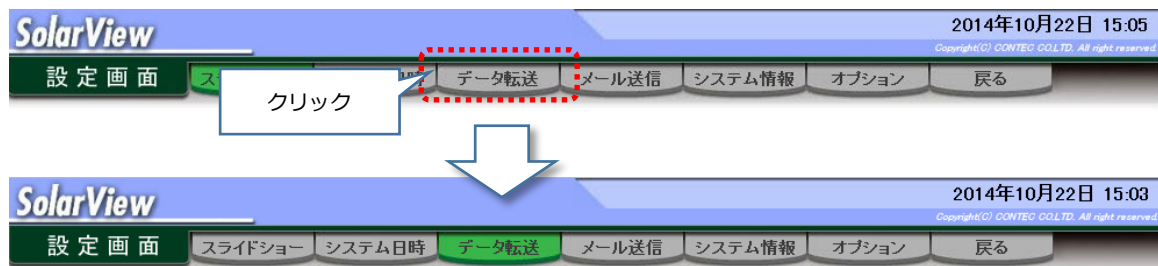 SolarView
2014年10月22日 15:05
Copyright(C) CONTEC CO.LTD. All right reserved.
設定画面 ス データ転送 メール送信 システム情報 オプション 戻る
クリック
SolarView
2014年10月22日 15:03
Copyright(C) CONTEC CO.LTD. All right reserved.
設定画面 スライドショー システム日時 データ転送 メール送信 システム情報 オプション 戻る